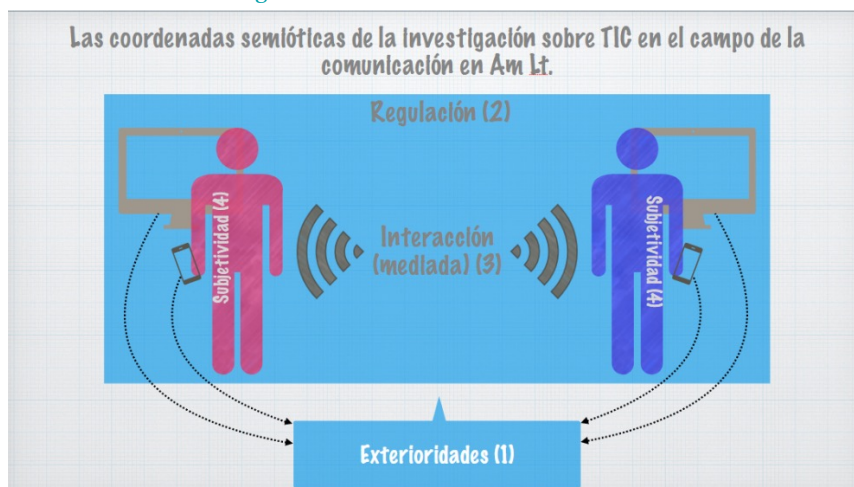 Las coordenadas semióticas de la investigación sobre TIC en el campo de la
comunicación en Am Lt.
Regulación (2)
Subjetividad (4)
Interacción
(mediada) (3)
Subjetividad (4)
Exterioridades (1)